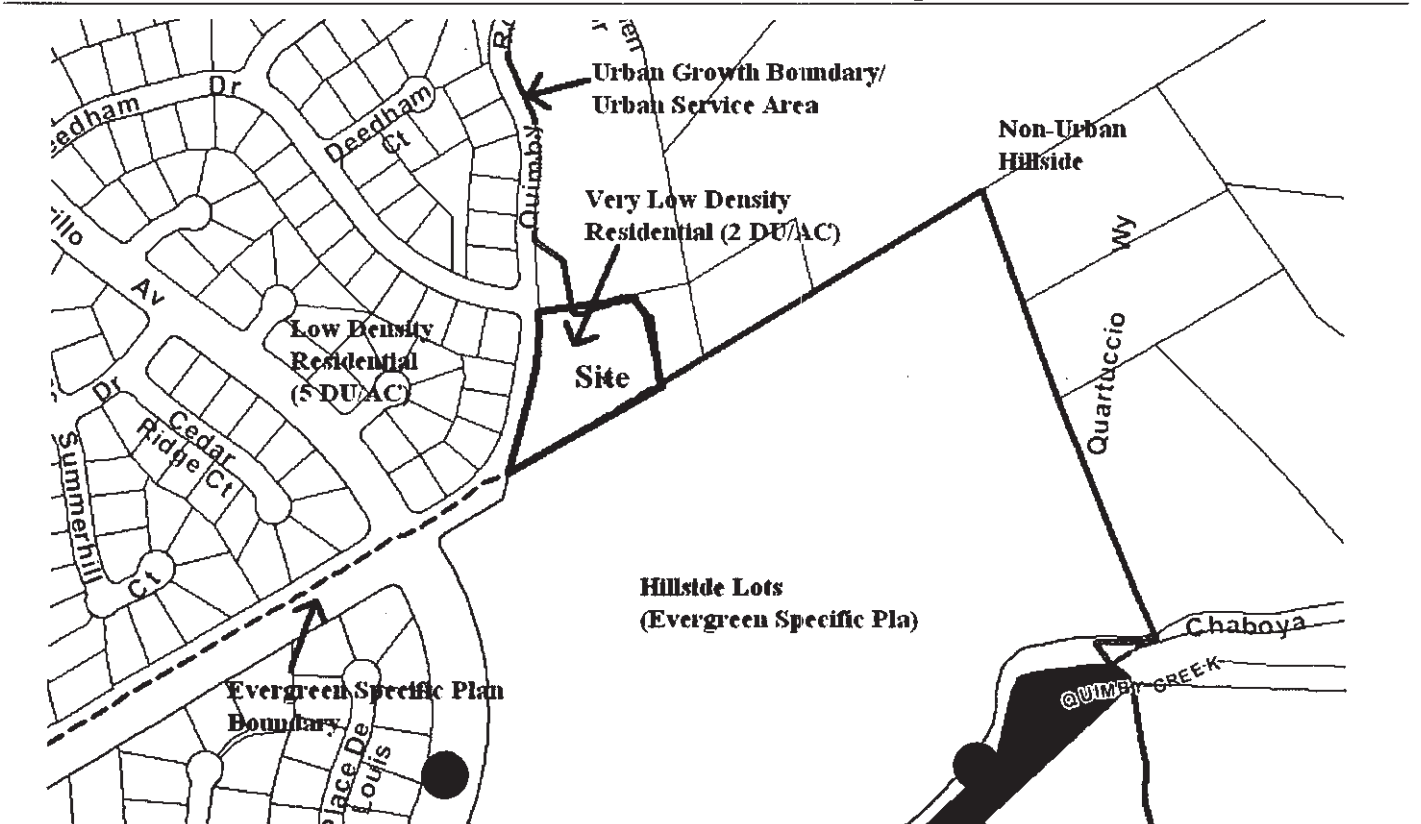 Urban Growth Boundary/
Urban Service Area
Non-Urban
Hillside
Dr
Deedham
Ct
Quimby
Very Low Density
Residential (2 DU/AC)
Wy
Quartuccio
Av
Low Density
Residential
(5 DU/AC)
Site
Dr
Cedar
Ridge Ct
Summerhill
Ct
Hillside Lots
(Evergreen Specific Pla)
Chaboya
QUIMBY CREEK
Evergreen Specific Plan
Boundary
Place De
Louis